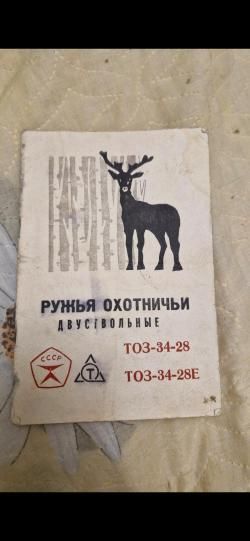 РУЖЬЯ ОХОТНИЧЬИ
ДВУСТВОЛЬНЫЕ
ТОЗ-34-28
СССР
Т
ТОЗ-34-28Е